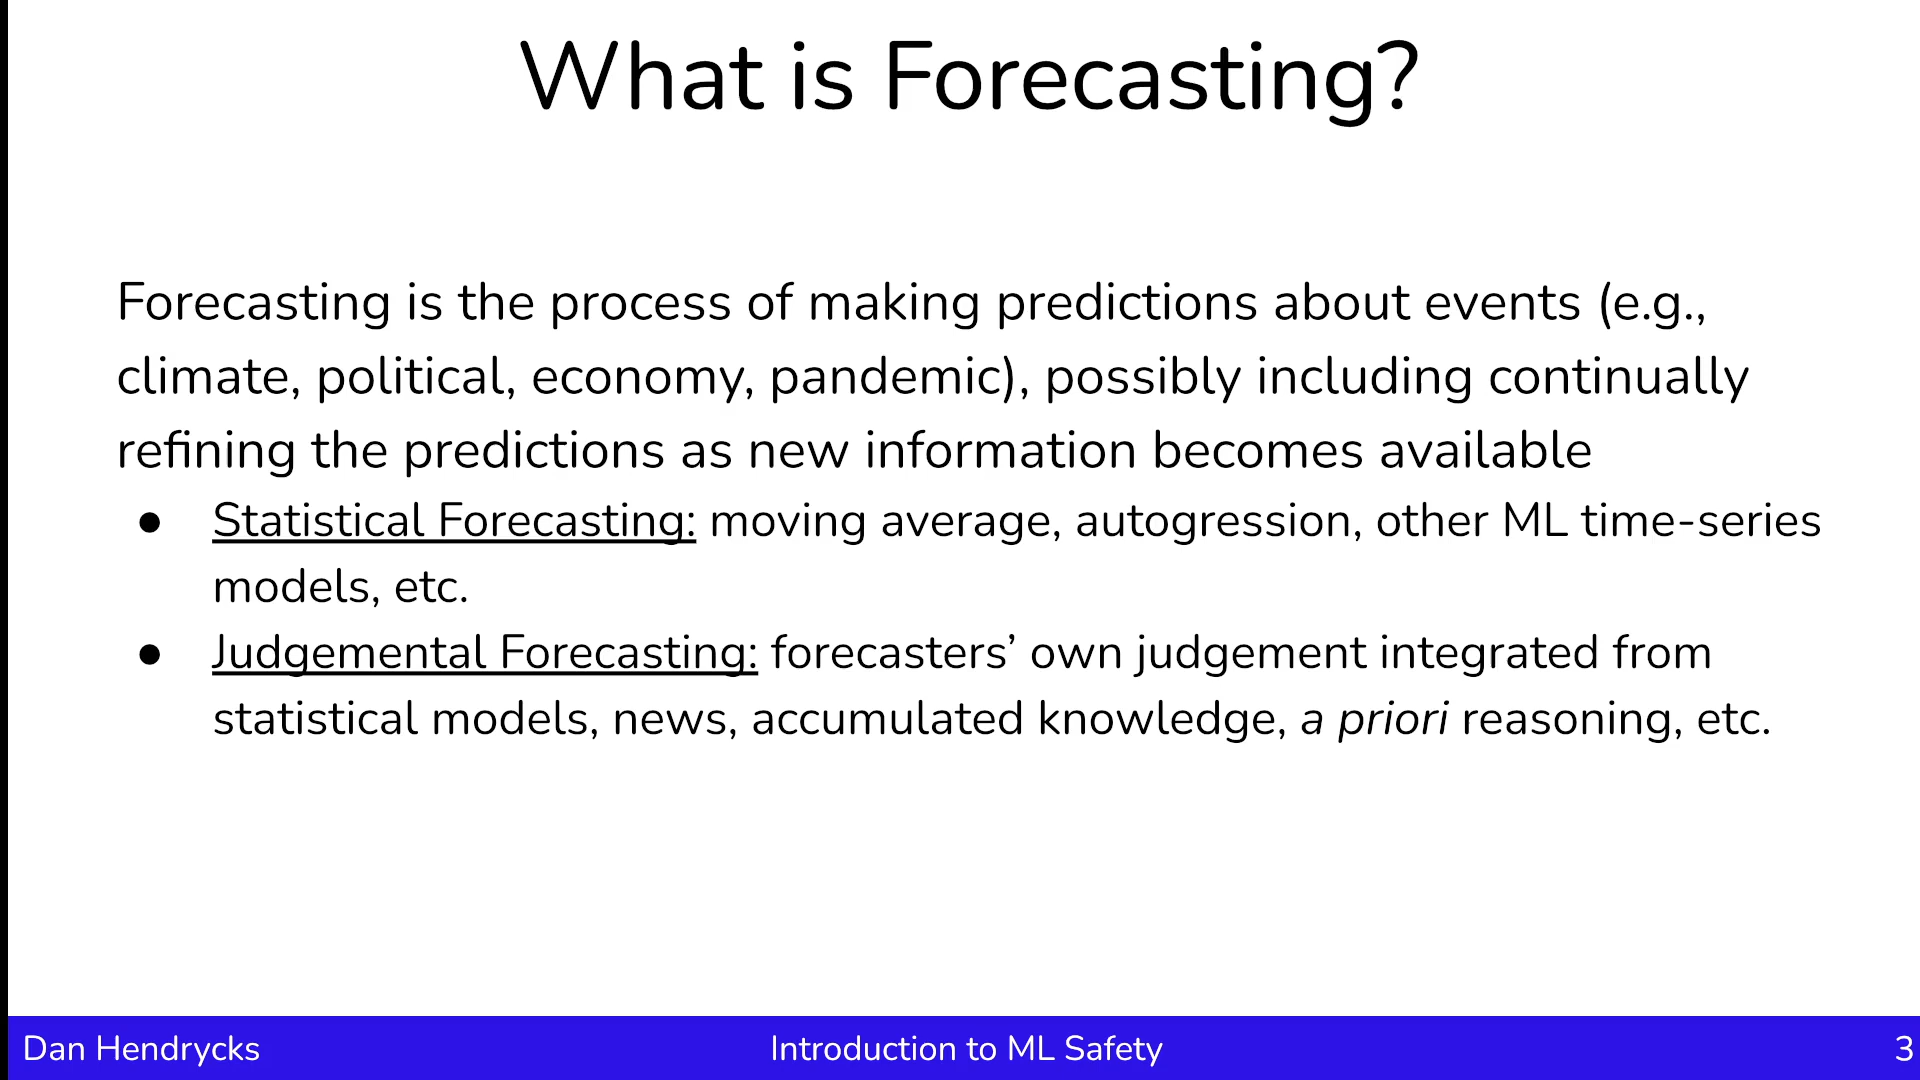 What is Forecasting?
Forecasting is the process of making predictions about events (e.g.,
climate, political, economy, pandemic), possibly including continually
refining the predictions as new information becomes available
● Statistical Forecasting: moving average, autogression, other ML time-series
models, etc.
● Judgemental Forecasting: forecasters’ own judgement integrated from
statistical models, news, accumulated knowledge, a priori reasoning, etc.
Dan Hendrycks
Introduction to ML Safety
3